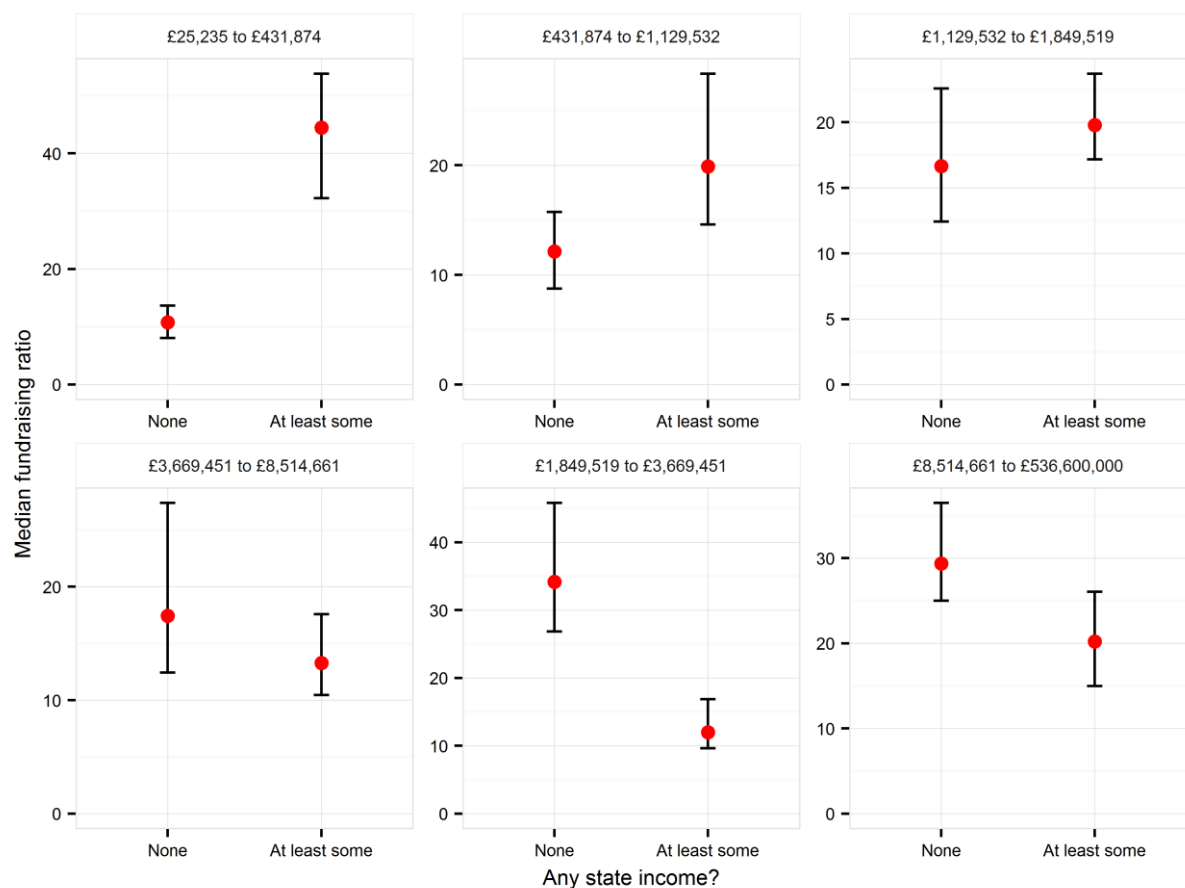 £25,235 to £431,874
£431,874 to £1,129,532
£1,129,532 to £1,849,519
Median fundraising ratio
40
20
0
None
At least some
20
10
0
None
At least some
20
15
10
5
0
None
At least some
£3,669,451 to £8,514,661
£1,849,519 to £3,669,451
£8,514,661 to £536,600,000
20
10
0
None
At least some
40
30
20
10
0
None
At least some
30
20
10
0
None
At least some
Any state income?